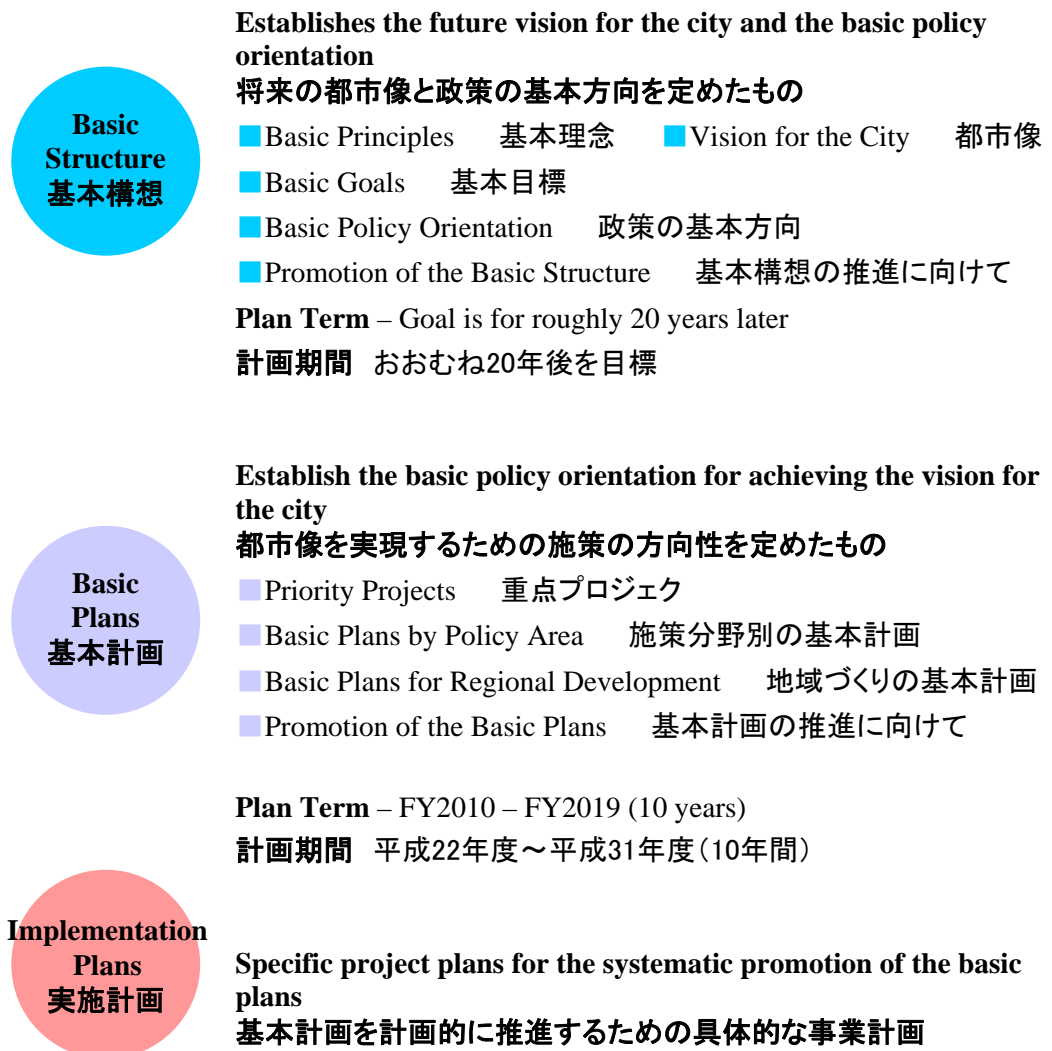 Establishes the future vision for the city and the basic policy
orientation
将来の都市像と政策の基本方向を定めたもの
Basic
Structure
基本構想
■Basic Principles 基本理念 ■Vision for the City 都市像
■Basic Goals 基本目標
■Basic Policy Orientation 政策の基本方向
■Promotion of the Basic Structure 基本構想の推進に向けて
Plan Term – Goal is for roughly 20 years later
計画期間 おおむね20年後を目標
Establish the basic policy orientation for achieving the vision for
the city
都市像を実現するための施策の方向性を定めたもの
Basic
Plans
基本計画
■Priority Projects 重点プロジェク
■Basic Plans by Policy Area 施策分野別の基本計画
■Basic Plans for Regional Development 地域づくりの基本計画
■Promotion of the Basic Plans 基本計画の推進に向けて
Plan Term – FY2010 – FY2019 (10 years)
計画期間 平成22年度～平成31年度（10年間）
Implementation
Plans
実施計画
Specific project plans for the systematic promotion of the basic
plans
基本計画を計画的に推進するための具体的な事業計画